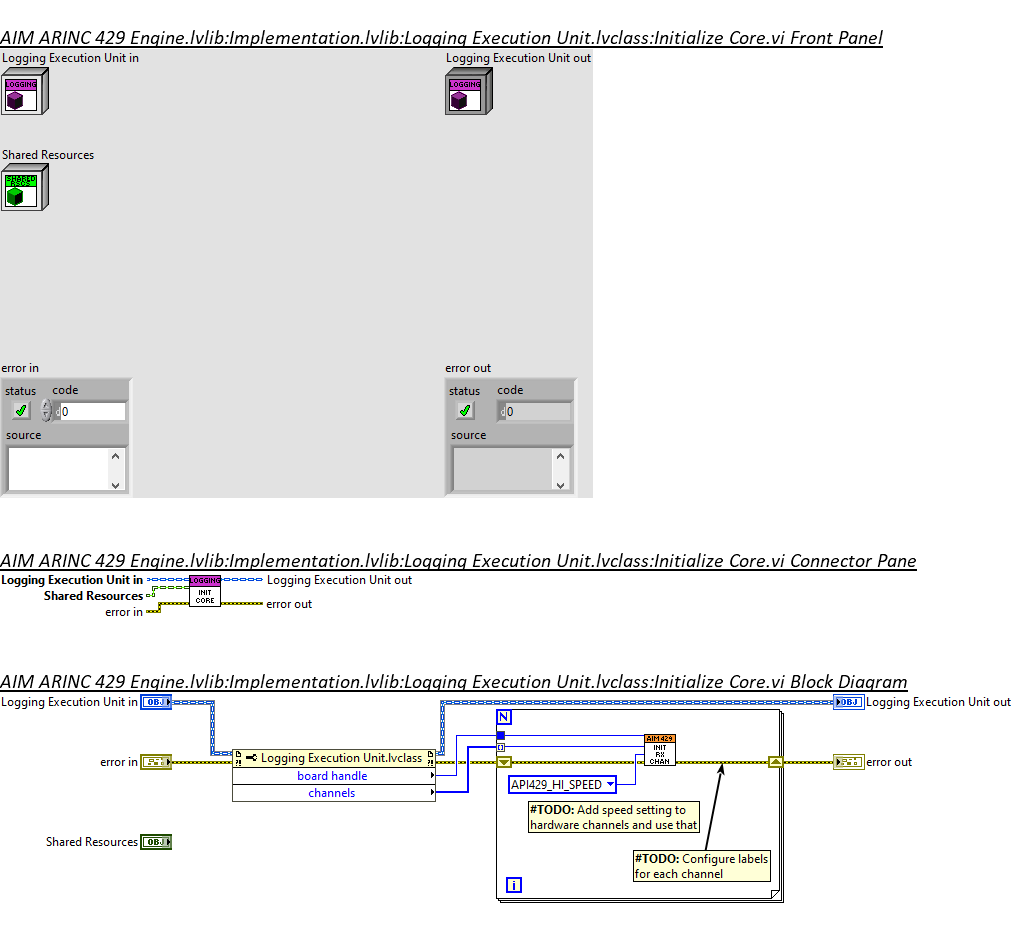 AIM ARINC 429 Engine.lvlib:Implementation.lvlib:Logging Execution Unit.lvclass:Initialize Core.vi Front Panel
Logging Execution Unit in
Logging Execution Unit out
LOGGING
LOGGING
Shared Resources
SHARED
RSCS
error in
error out
status
code
status
code
d
0
d
0
source
source
AIM ARINC 429 Engine.lvlib:Implementation.lvlib:Logging Execution Unit.lvclass:Initialize Core.vi Connector Pane
Logging Execution Unit in
LOGGING
Logging Execution Unit out
Shared Resources
INIT
CORE
error in
error out
AIM ARINC 429 Engine.lvlib:Implementation.lvlib:Logging Execution Unit.lvclass:Initialize Core.vi Block Diagram
Logging Execution Unit in
OBJ
OBJ
Logging Execution Unit out
N
AIM429
INIT
RX
CHAN
error in
Logging Execution Unit.lvclass
error out
board handle
channels
API429_HI_SPEED
#TODO: Add speed setting to
hardware channels and use that
Shared Resources
OBJ
#TODO: Configure labels
for each channel
i